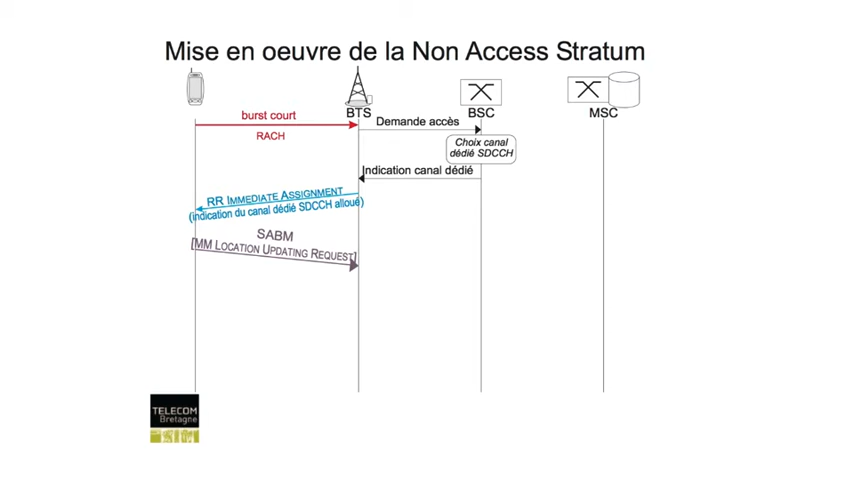 Mise en oeuvre de la Non Access Stratum
BTS
BSC
MSC
burst court
RACH
Demande accès
Choix canal
dédié SDCCH
Indication canal dédié
RR IMMEDIATE ASSIGNMENT
(indication du canal dédié SDCCH alloué)
SABM
[MM LOCATION UPDATING REQUEST]
TELECOM
Bretagne